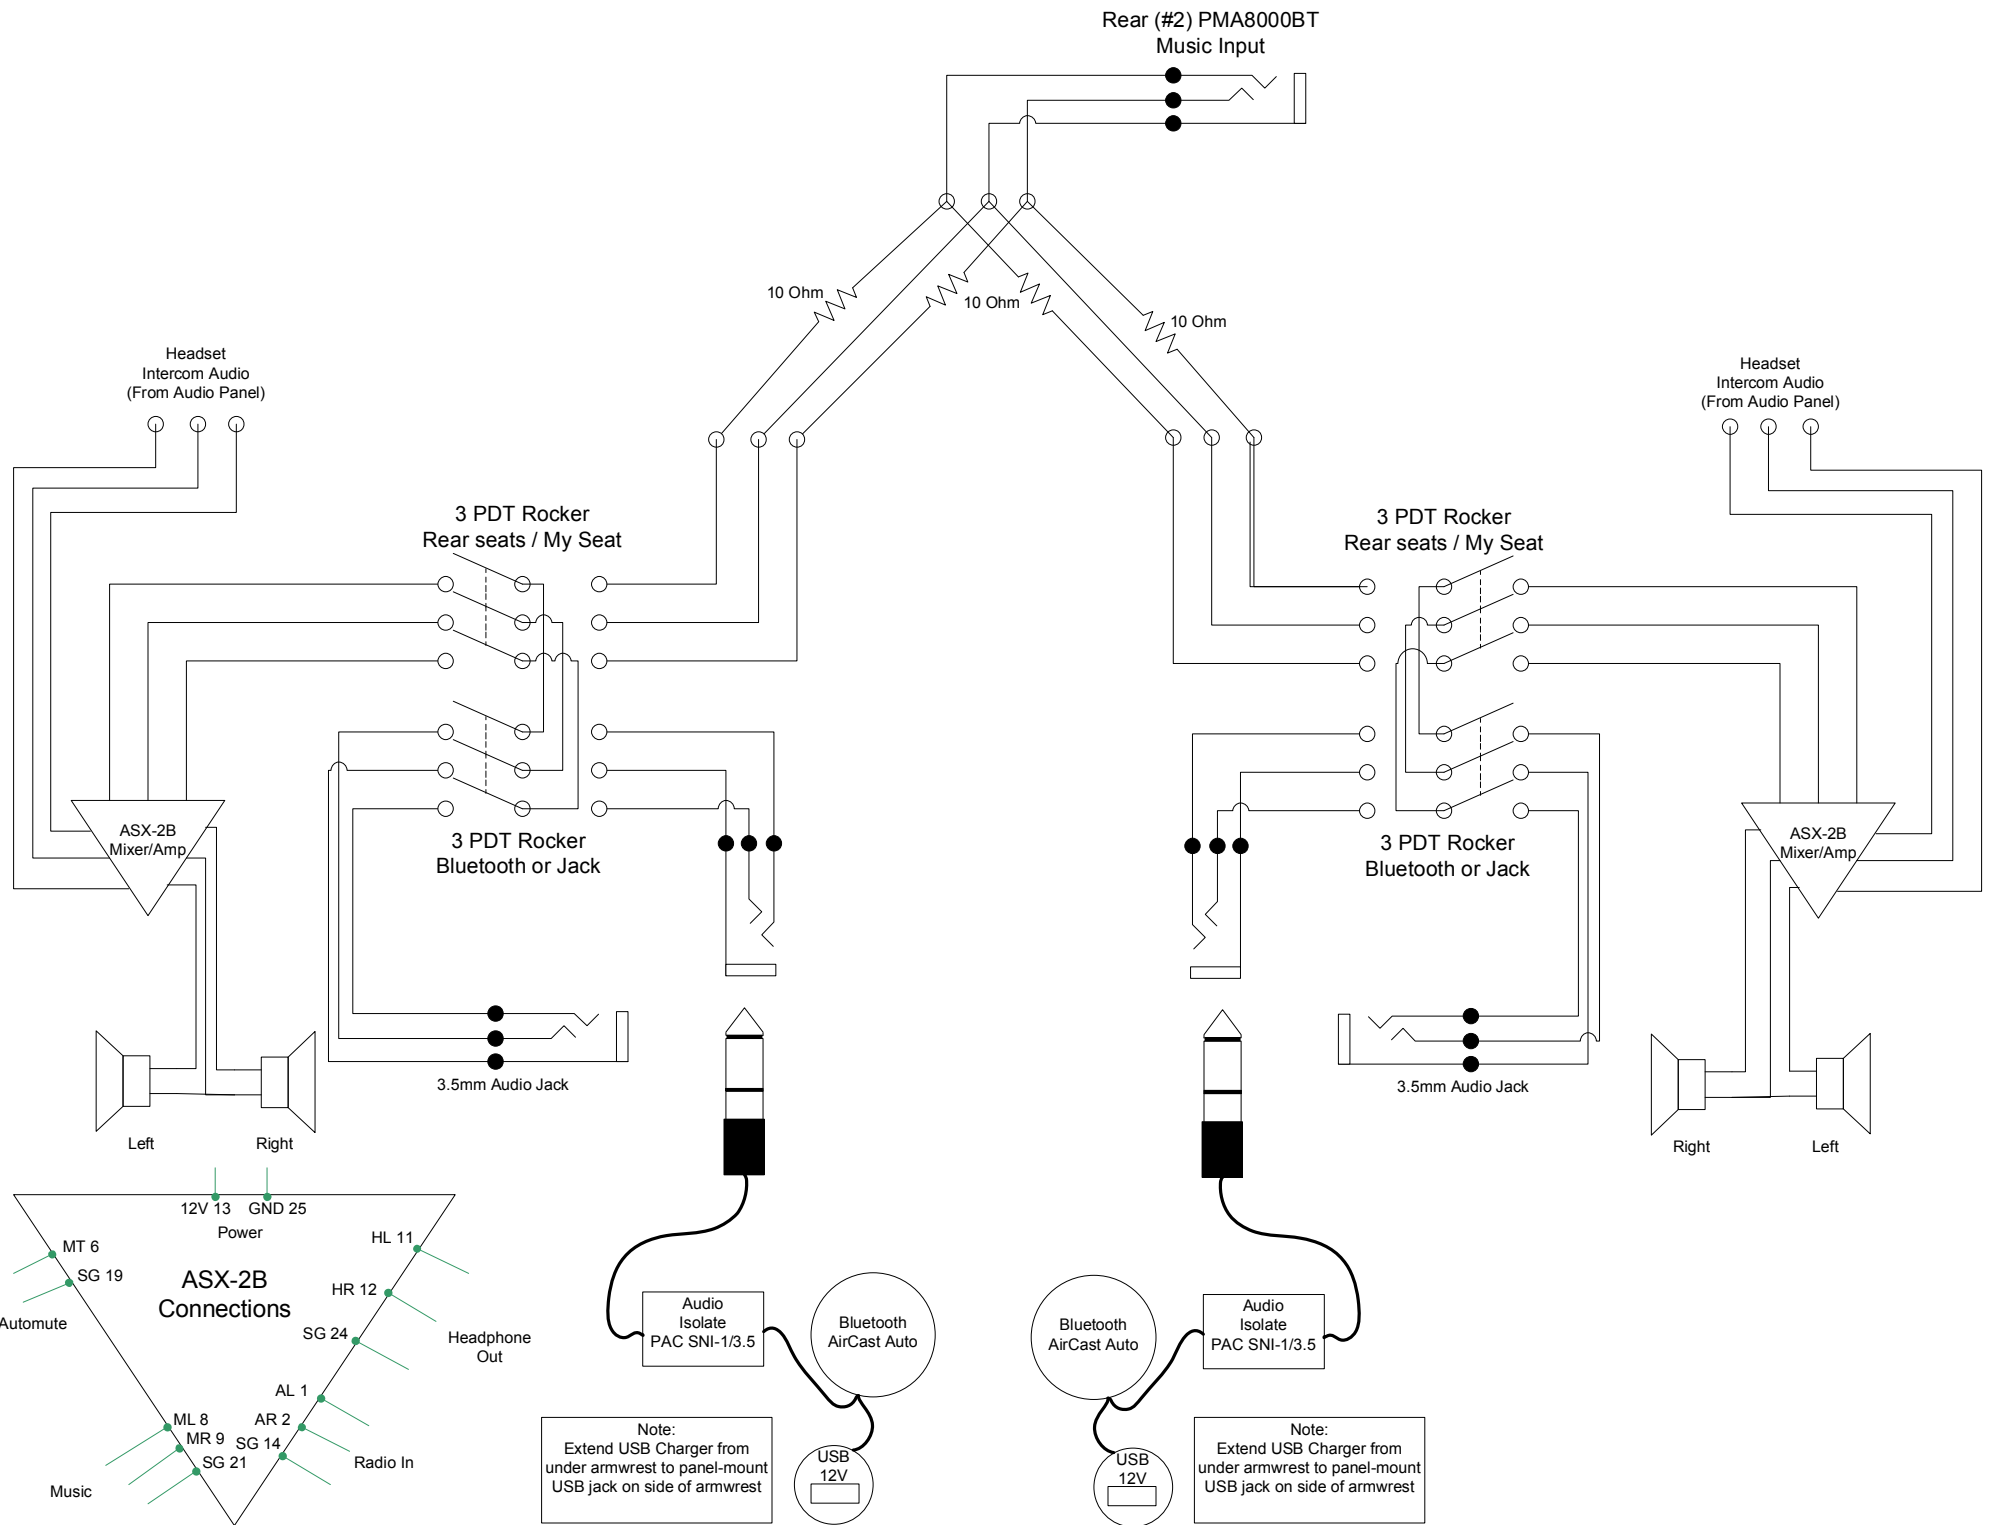 Rear (#2) PMA8000BT
Music Input
10 Ohm
10 Ohm
10 Ohm
Headset
Intercom Audio
(From Audio Panel)
Headset
Intercom Audio
(From Audio Panel)
3 PDT Rocker
Rear seats / My Seat
3 PDT Rocker
Rear seats / My Seat
ASX-2B
Mixer/Amp
3 PDT Rocker
Bluetooth or Jack
3 PDT Rocker
Bluetooth or Jack
ASX-2B
Mixer/Amp
3.5mm Audio Jack
3.5mm Audio Jack
Left
Right
Right
Left
12V 13
GND 25
Power
MT 6
SG 19
Automute
ASX-2B
Connections
HL 11
HR 12
SG 24
Headphone
Out
AL 1
AR 2
SG 14
Radio In
ML 8
MR 9
SG 21
Music
Audio
Isolate
PAC SNI-1/3.5
Bluetooth
AirCast Auto
Bluetooth
AirCast Auto
Audio
Isolate
PAC SNI-1/3.5
Note:
Extend USB Charger from
under armwrest to panel-mount
USB jack on side of armwrest
USB
12V
USB
12V
Note:
Extend USB Charger from
under armwrest to panel-mount
USB jack on side of armwrest